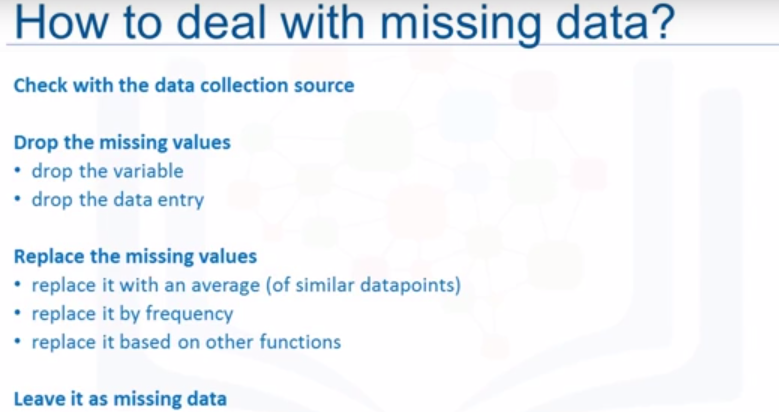 How to deal with missing data?
Check with the data collection source
Drop the missing values
• drop the variable
• drop the data entry
Replace the missing values
• replace it with an average (of similar datapoints)
• replace it by frequency
• replace it based on other functions
Leave it as missing data